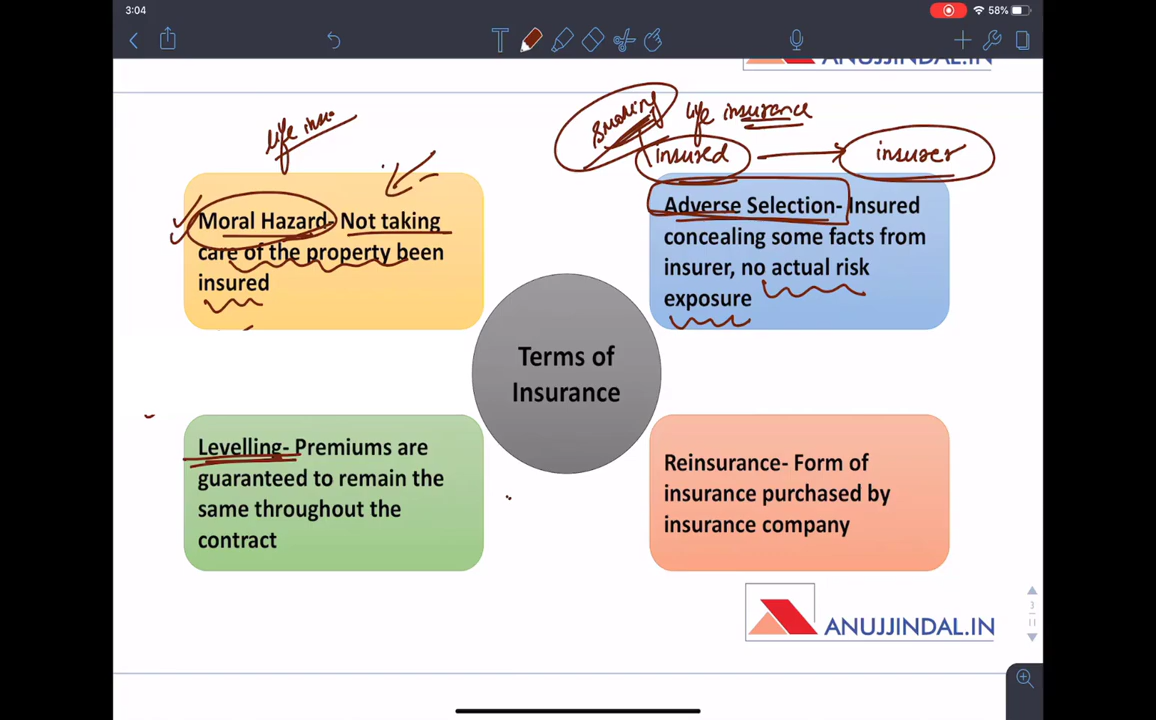 3:04
58%
ANUJJINDAL.IN
life insu
smoking
life insurance
insured
insurer
Moral Hazard- Not taking
care of the property been
insured
Adverse Selection- Insured
concealing some facts from
insurer, no actual risk
exposure
Terms of
Insurance
Levelling- Premiums are
guaranteed to remain the
same throughout the
contract
Reinsurance- Form of
insurance purchased by
insurance company
ANUJJINDAL.IN
3
11